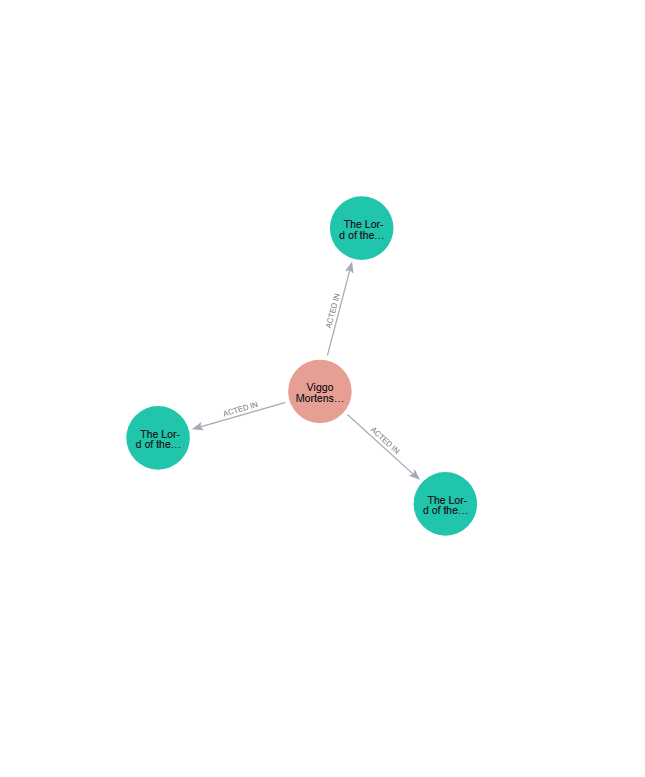 The Lor-
d of the...
ACTED IN
Viggo
Mortens...
ACTED IN
The Lor-
d of the...
ACTED IN
The Lor-
d of the...